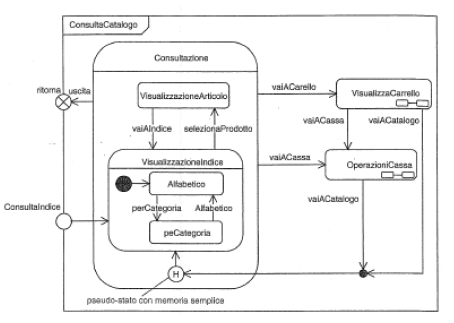 ConsultaCatalogo
Consultazione
ritorna
uscita
VisualizzazioneArticolo
vaiACarello
VisualizzaCarrello
vaiAIndice
selezionaProdotto
vaiACassa
vaiACatalogo
VisualizzazioneIndice
vaiACassa
OperazioniCassa
Alfabetico
ConsultaIndice
perCategoria
Alfabetico
vaiACatalogo
peCategoria
H
pseudo-stato con memoria semplice